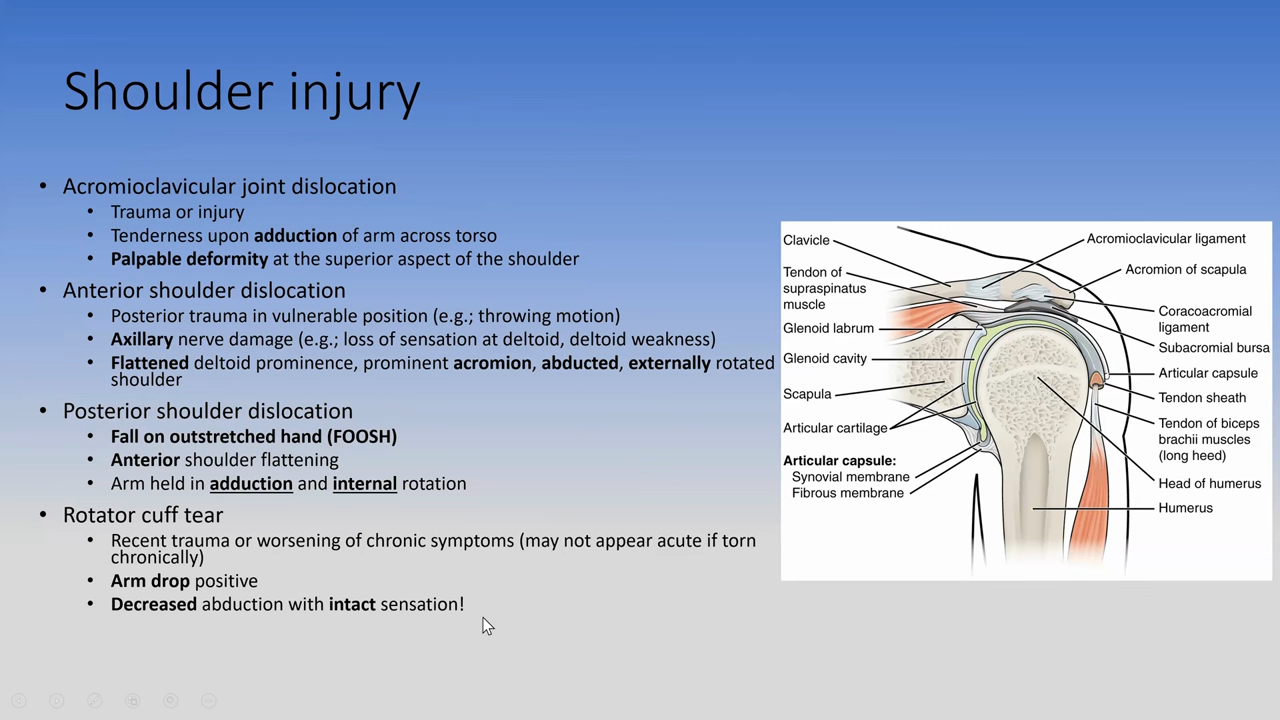 Shoulder injury
• Acromioclavicular joint dislocation
• Trauma or injury
• Tenderness upon adduction of arm across torso
• Palpable deformity at the superior aspect of the shoulder
• Anterior shoulder dislocation
• Posterior trauma in vulnerable position (e.g.; throwing motion)
• Axillary nerve damage (e.g.; loss of sensation at deltoid, deltoid weakness)
• Flattened deltoid prominence, prominent acromion, abducted, externally rotated
shoulder
• Posterior shoulder dislocation
• Fall on outstretched hand (FOOSH)
• Anterior shoulder flattening
• Arm held in adduction and internal rotation
• Rotator cuff tear
• Recent trauma or worsening of chronic symptoms (may not appear acute if torn
chronically)
• Arm drop positive
• Decreased abduction with intact sensation!
Clavicle
Tendon of
supraspinatus
muscle
Glenoid labrum
Glenoid cavity
Scapula
Articular cartilage
Articular capsule:
Synovial membrane
Fibrous membrane
Acromioclavicular ligament
Acromion of scapula
Coracoacromial
ligament
Subacromial bursa
Articular capsule
Tendon sheath
Tendon of biceps
brachii muscles
(long head)
Head of humerus
Humerus